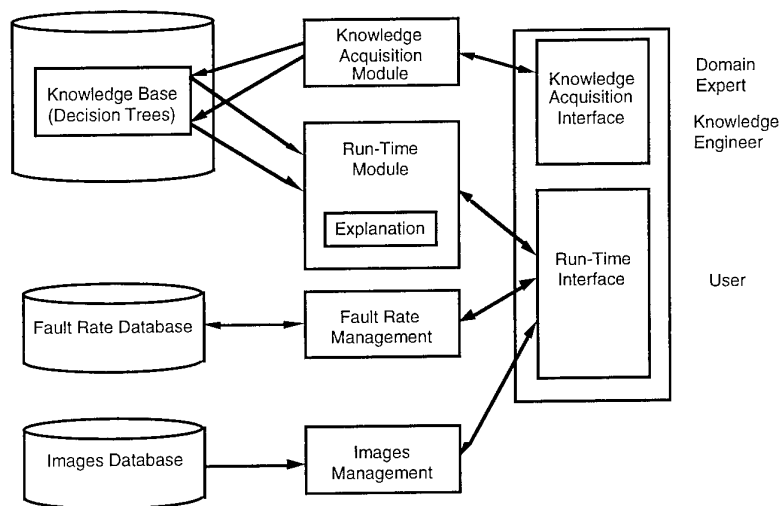 Knowledge
Acquisition
Module
Knowledge Base
(Decision Trees)
Knowledge
Acquisition
Interface
Domain
Expert
Knowledge
Engineer
Run-Time
Module
Explanation
Run-Time
Interface
User
Fault Rate Database
Fault Rate
Management
Images Database
Images
Management